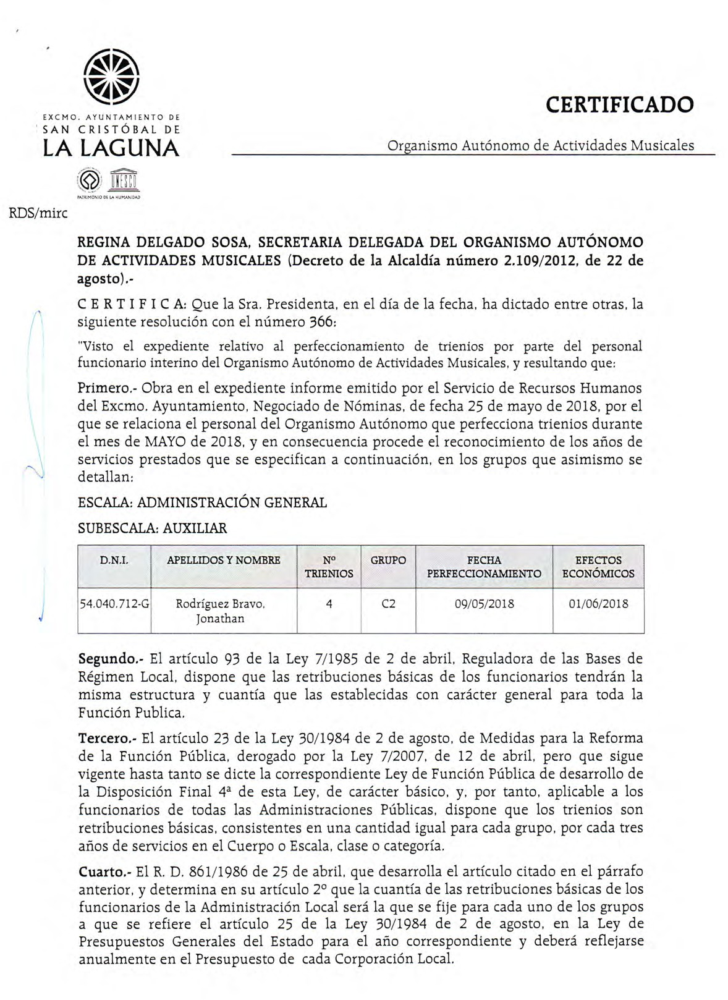 EXCMO. AYUNTAMIENTO DE
SAN CRISTÓBAL DE
LA LAGUNA
UNESCO
PATRIMONIO DE LA HUMANIDAD
CERTIFICADO
Organismo Autónomo de Actividades Musicales
RDS/mirc
REGINA DELGADO SOSA, SECRETARIA DELEGADA DEL ORGANISMO AUTÓNOMO
DE ACTIVIDADES MUSICALES (Decreto de la Alcaldía número 2.109/2012, de 22 de
agosto).-
C E R T I F I C A: Que la Sra. Presidenta, en el día de la fecha, ha dictado entre otras, la
siguiente resolución con el número 366:
"Visto el expediente relativo al perfeccionamiento de trienios por parte del personal
funcionario interino del Organismo Autónomo de Actividades Musicales, y resultando que:
Primero.- Obra en el expediente informe emitido por el Servicio de Recursos Humanos
del Excmo. Ayuntamiento, Negociado de Nóminas, de fecha 25 de mayo de 2018, por el
que se relaciona el personal del Organismo Autónomo que perfecciona trienios durante
el mes de MAYO de 2018, y en consecuencia procede el reconocimiento de los años de
servicios prestados que se especifican a continuación, en los grupos que asimismo se
detallan:
ESCALA: ADMINISTRACIÓN GENERAL
SUBESCALA: AUXILIAR
D.N.I. APELLIDOS Y NOMBRE Nº GRUPO FECHA EFECTOS
TRIENIOS PERFECCIONAMIENTO ECONÓMICOS
54.040.712-G Rodríguez Bravo, 4 C2 09/05/2018 01/06/2018
Jonathan
Segundo.- El artículo 93 de la Ley 7/1985 de 2 de abril, Reguladora de las Bases de
Régimen Local, dispone que las retribuciones básicas de los funcionarios tendrán la
misma estructura y cuantía que las establecidas con carácter general para toda la
Función Publica.
Tercero.- El artículo 23 de la Ley 30/1984 de 2 de agosto, de Medidas para la Reforma
de la Función Pública, derogado por la Ley 7/2007, de 12 de abril, pero que sigue
vigente hasta tanto se dicte la correspondiente Ley de Función Pública de desarrollo de
la Disposición Final 4ª de esta Ley, de carácter básico, y, por tanto, aplicable a los
funcionarios de todas las Administraciones Públicas, dispone que los trienios son
retribuciones básicas, consistentes en una cantidad igual para cada grupo, por cada tres
años de servicios en el Cuerpo o Escala, clase o categoría.
Cuarto.- El R. D. 861/1986 de 25 de abril, que desarrolla el artículo citado en el párrafo
anterior, y determina en su artículo 2º que la cuantía de las retribuciones básicas de los
funcionarios de la Administración Local será la que se fije para cada uno de los grupos
a que se refiere el artículo 25 de la Ley 30/1984 de 2 de agosto, en la Ley de
Presupuestos Generales del Estado para el año correspondiente y deberá reflejarse
anualmente en el Presupuesto de cada Corporación Local.